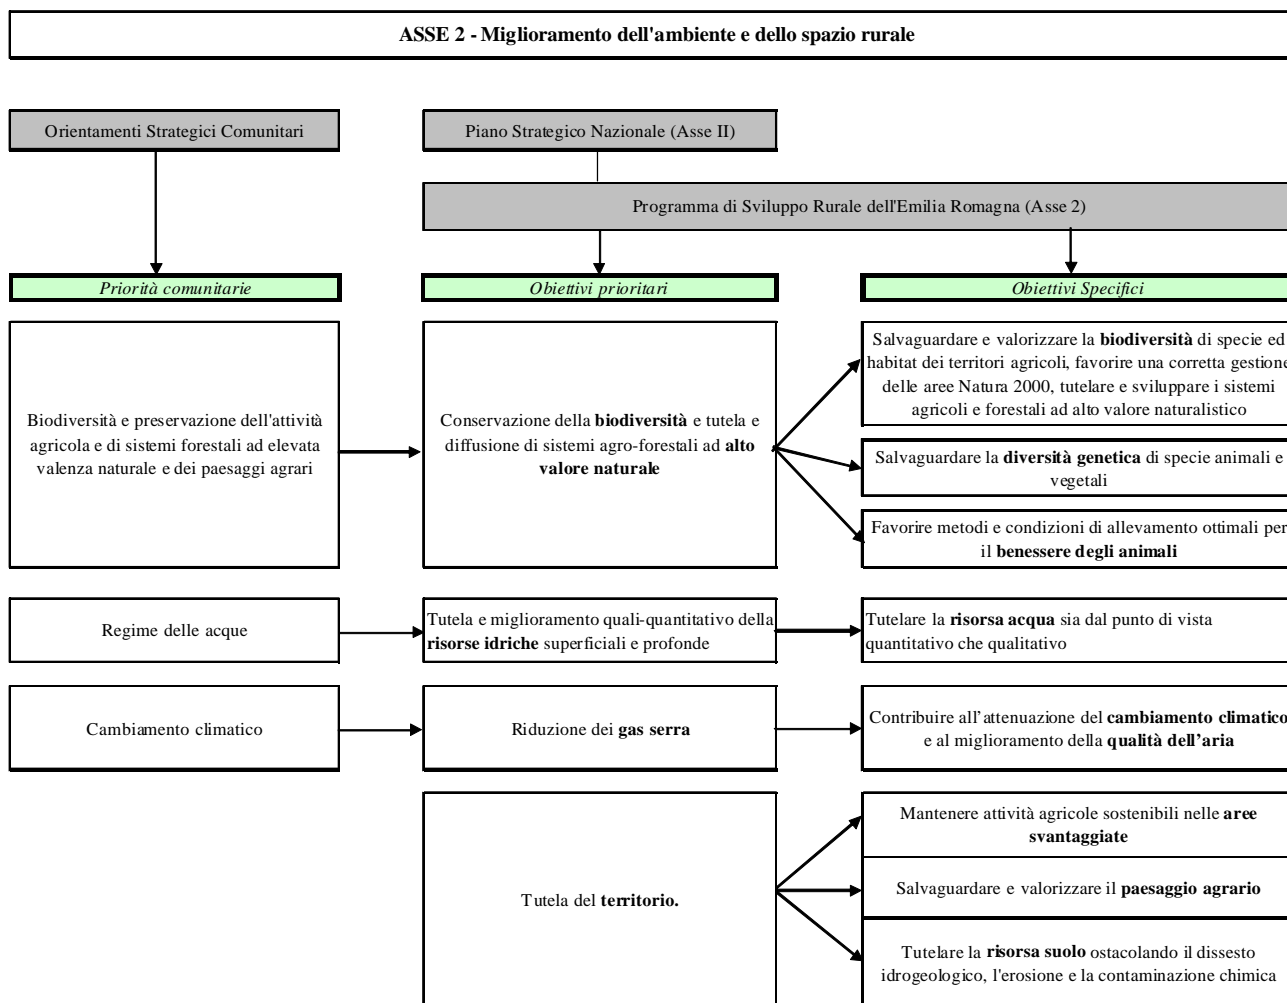 ASSE 2 - Miglioramento dell'ambiente e dello spazio rurale
Orientamenti Strategici Comunitari
Piano Strategico Nazionale (Asse II)
Programma di Sviluppo Rurale dell'Emilia Romagna (Asse 2)
Priorità comunitarie
Obiettivi prioritari
Obiettivi Specifici
Biodiversità e preservazione dell'attività
agricola e di sistemi forestali ad elevata
valenza naturale e dei paesaggi agrari
Conservazione della biodiversità e tutela e
diffusione di sistemi agro-forestali ad alto
valore naturale
Salvaguardare e valorizzare la biodiversità di specie ed
habitat dei territori agricoli, favorire una corretta gestione
delle aree Natura 2000, tutelare e sviluppare i sistemi
agricoli e forestali ad alto valore naturalistico
Salvaguardare la diversità genetica di specie animali e
vegetali
Favorire metodi e condizioni di allevamento ottimali per
il benessere degli animali
Regime delle acque
Tutela e miglioramento quali-quantitativo della
risorse idriche superficiali e profonde
Tutelare la risorsa acqua sia dal punto di vista
quantitativo che qualitativo
Cambiamento climatico
Riduzione dei gas serra
Contribuire all'attenuazione del cambiamento climatico
e al miglioramento della qualità dell'aria
Tutela del territorio.
Mantenere attività agricole sostenibili nelle aree
svantaggiate
Salvaguardare e valorizzare il paesaggio agrario
Tutelare la risorsa suolo ostacolando il dissesto
idrogeologico, l'erosione e la contaminazione chimica